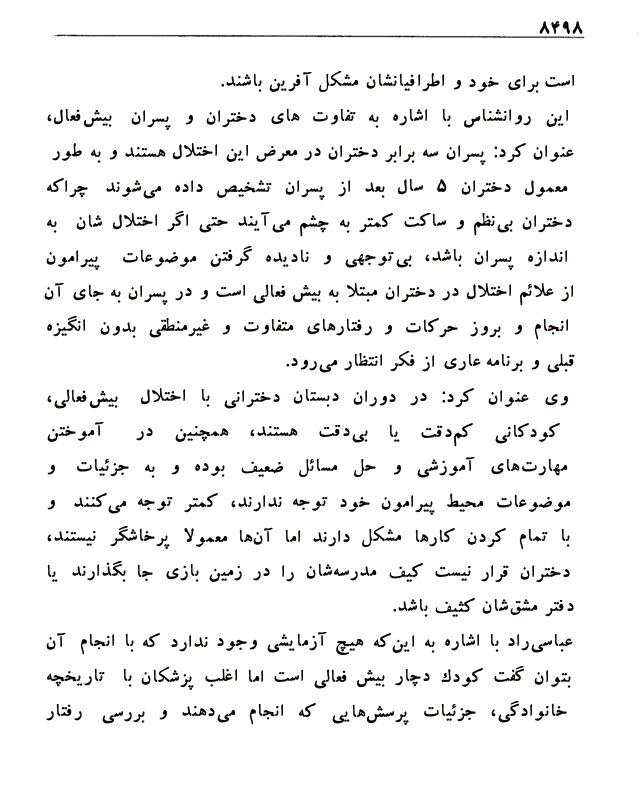 ۸۴۹۸
است برای خود و اطرافیانشان مشکل آفرین باشند.
این روانشناس با اشاره به تفاوت های دختران و پسران بیش‌فعال،
عنوان کرد: پسران سه برابر دختران در معرض این اختلال هستند و به طور
معمول دختران ۵ سال بعد از پسران تشخیص داده می‌شوند چراکه
دختران بی‌نظم و ساکت کمتر به چشم می‌آیند حتی اگر اختلال شان به
اندازه پسران باشد، بی‌توجهی و نادیده گرفتن موضوعات پیرامون
از علائم اختلال در دختران مبتلا به بیش فعالی است و در پسران به جای آن
انجام و بروز حرکات و رفتارهای متفاوت و غیرمنطقی بدون انگیزه
قبلی و برنامه عاری از فکر انتظار می‌رود.
وی عنوان کرد: در دوران دبستان دخترانی با اختلال بیش‌فعالی،
کودکانی کم‌دقت یا بی‌دقت هستند، همچنین در آموختن
مهارت‌های آموزشی و حل مسائل ضعیف بوده و به جزئیات و
موضوعات محیط پیرامون خود توجه ندارند، کمتر توجه می‌کنند و
با تمام کردن کارها مشکل دارند اما آن‌ها معمولا پرخاشگر نیستند،
دختران قرار نیست کیف مدرسه‌شان را در زمین بازی جا بگذارند یا
دفتر مشق‌شان کثیف باشد.
عباسی‌راد با اشاره به این‌که هیچ آزمایشی وجود ندارد که با انجام آن
بتوان گفت کودك دچار بیش فعالی است اما اغلب پزشکان با تاریخچه
خانوادگی، جزئیات پرسش‌هایی که انجام می‌دهند و بررسی رفتار